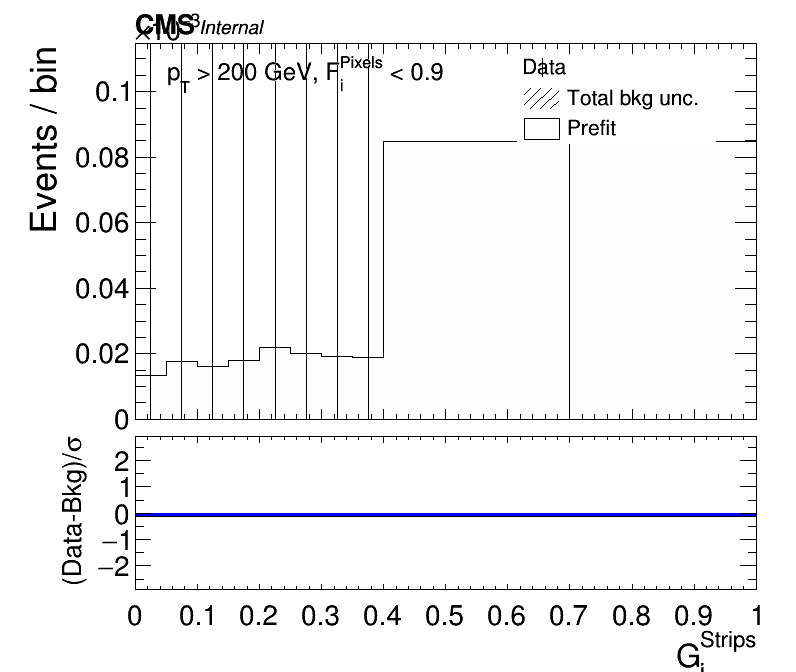 CMS Internal
×10⁻³
p_T > 200 GeV, F_i^Pixels < 0.9
Data
Total bkg unc.
Prefit
Events / bin
0.1
0.08
0.06
0.04
0.02
0
(Data-Bkg)/σ
2
1
0
−1
−2
0 0.1 0.2 0.3 0.4 0.5 0.6 0.7 0.8 0.9 1
G_i^Strips